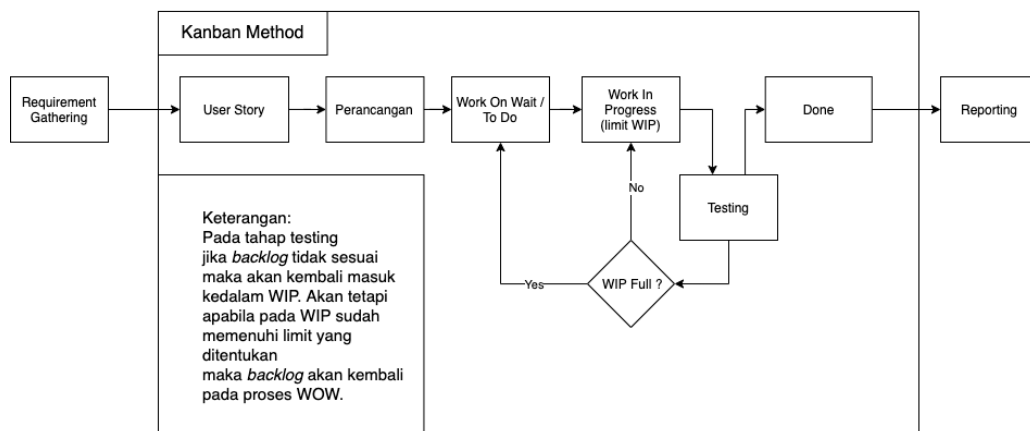 Kanban Method
Requirement
Gathering
User Story
Perancangan
Work On Wait /
To Do
Work In
Progress
(limit WIP)
Done
Reporting
No
Testing
Yes
WIP Full ?
Keterangan:
Pada tahap testing
jika backlog tidak sesuai
maka akan kembali masuk
kedalam WIP. Akan tetapi
apabila pada WIP sudah
memenuhi limit yang
ditentukan
maka backlog akan kembali
pada proses WOW.